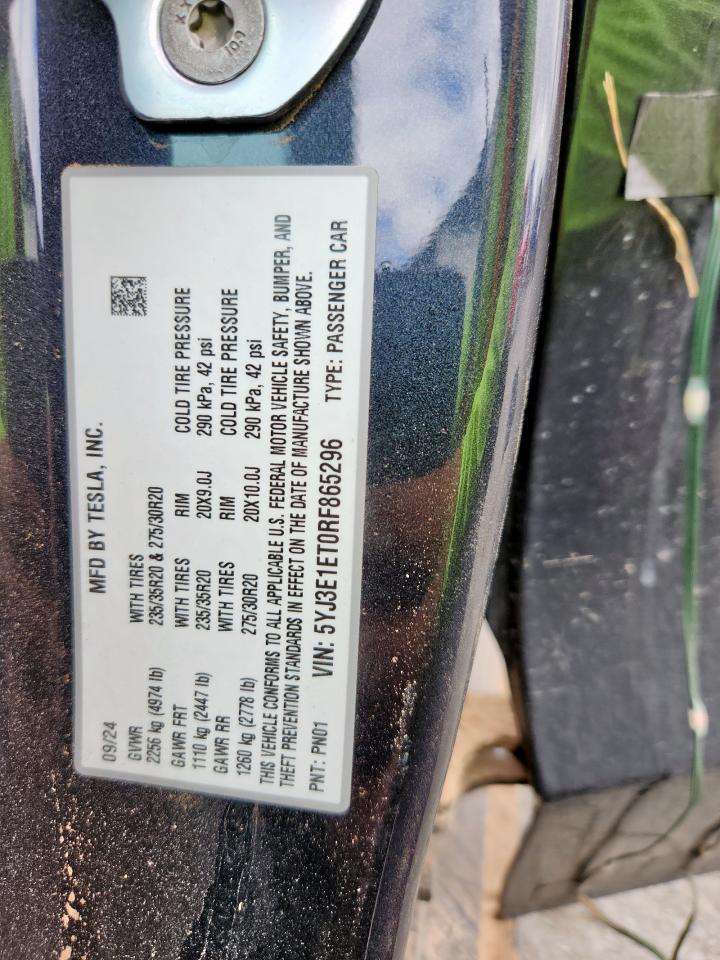 10.9
09/24 MFD BY TESLA, INC.
GVWR WITH TIRES
2256 kg (4974 lb) 235/35R20 & 275/30R20
GAWR FRT WITH TIRES RIM COLD TIRE PRESSURE
1110 kg (2447 lb) 235/35R20 20X9.0J 290 kPa, 42 psi
GAWR RR WITH TIRES RIM COLD TIRE PRESSURE
1260 kg (2778 lb) 275/30R20 20X10.0J 290 kPa, 42 psi
THIS VEHICLE CONFORMS TO ALL APPLICABLE U.S. FEDERAL MOTOR VEHICLE SAFETY, BUMPER, AND
THEFT PREVENTION STANDARDS IN EFFECT ON THE DATE OF MANUFACTURE SHOWN ABOVE.
PNT: PN01 VIN: 5YJ3E1ET0RF865296 TYPE: PASSENGER CAR